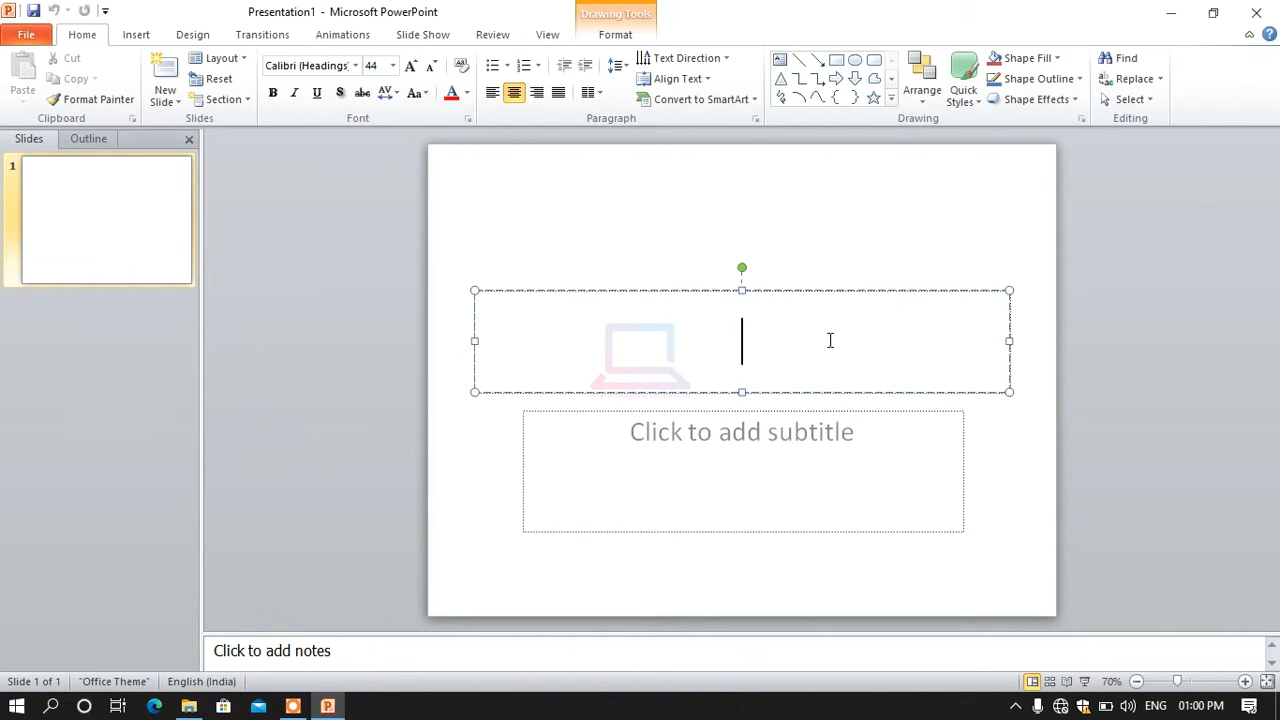 Presentation1 - Microsoft PowerPoint
Drawing Tools
File Home Insert Design Transitions Animations Slide Show Review View Format
Paste
Cut
Copy
Format Painter
Clipboard
New Slide
Layout
Reset
Section
Slides
Calibri (Headings) 44
B I U S abc AV Aa A
Font
Text Direction
Align Text
Convert to SmartArt
Paragraph
Arrange
Quick Styles
Shape Fill
Shape Outline
Shape Effects
Drawing
Find
Replace
Select
Editing
Slides Outline
1
Click to add subtitle
Click to add notes
Slide 1 of 1 "Office Theme" English (India) 70%
ENG 01:00 PM